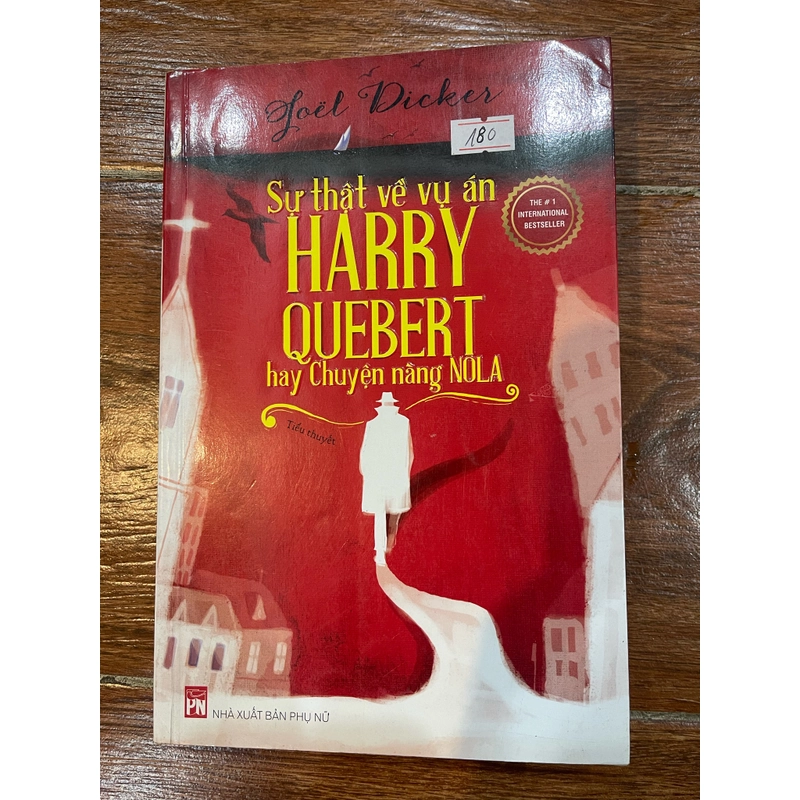 Joël Dicker
180
Sự thật về vụ án
HARRY
QUEBERT
hay Chuyện nàng NOLA
THE # 1
INTERNATIONAL
BESTSELLER
Tiểu thuyết
PN
NHÀ XUẤT BẢN PHỤ NỮ